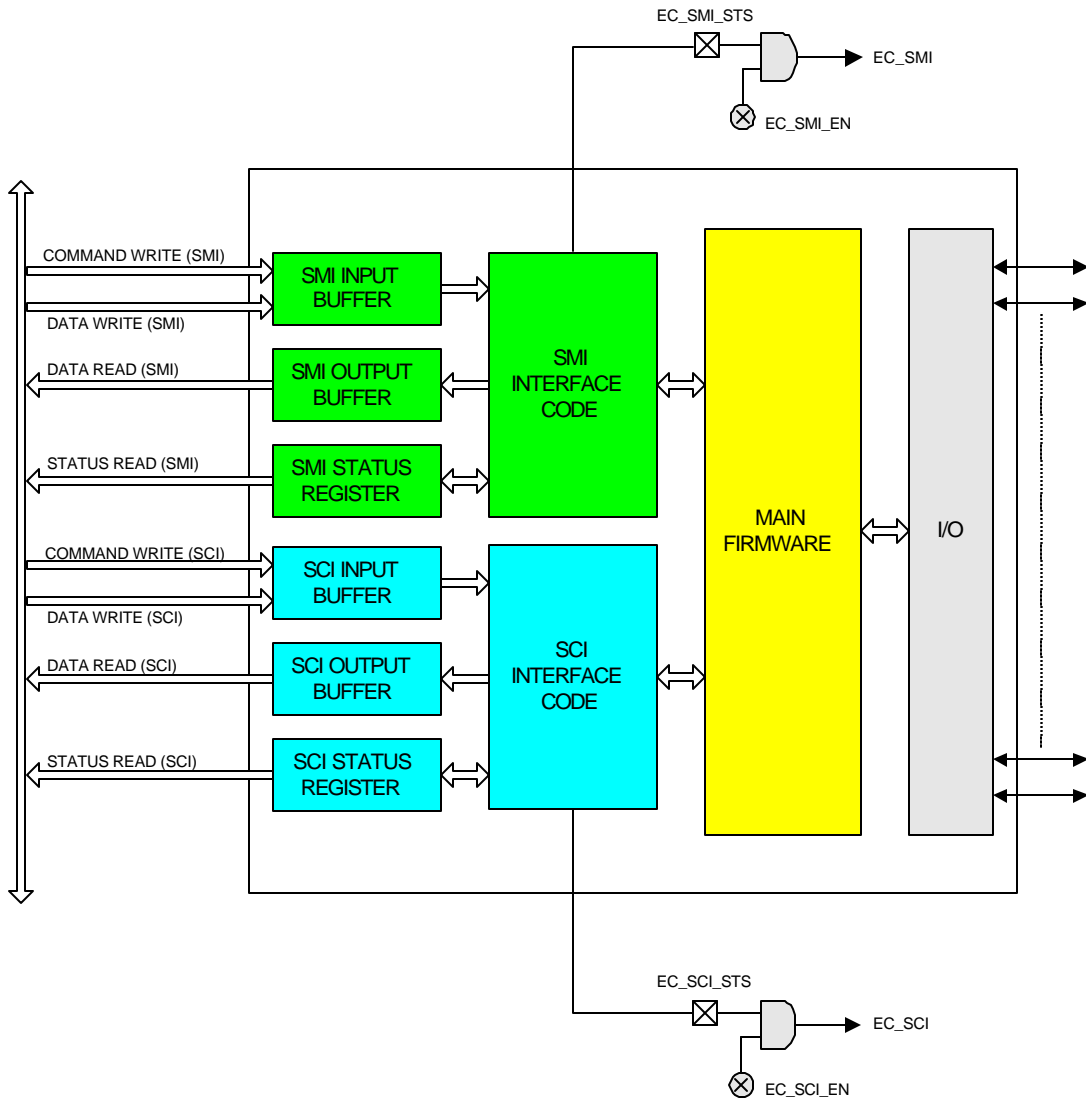 EC_SMI_STS
EC_SMI
EC_SMI_EN
COMMAND WRITE (SMI)
DATA WRITE (SMI)
DATA READ (SMI)
STATUS READ (SMI)
COMMAND WRITE (SCI)
DATA WRITE (SCI)
DATA READ (SCI)
STATUS READ (SCI)
SMI INPUT
BUFFER
SMI OUTPUT
BUFFER
SMI STATUS
REGISTER
SCI INPUT
BUFFER
SCI OUTPUT
BUFFER
SCI STATUS
REGISTER
SMI
INTERFACE
CODE
SCI
INTERFACE
CODE
MAIN
FIRMWARE
I/O
EC_SCI_STS
EC_SCI
EC_SCI_EN